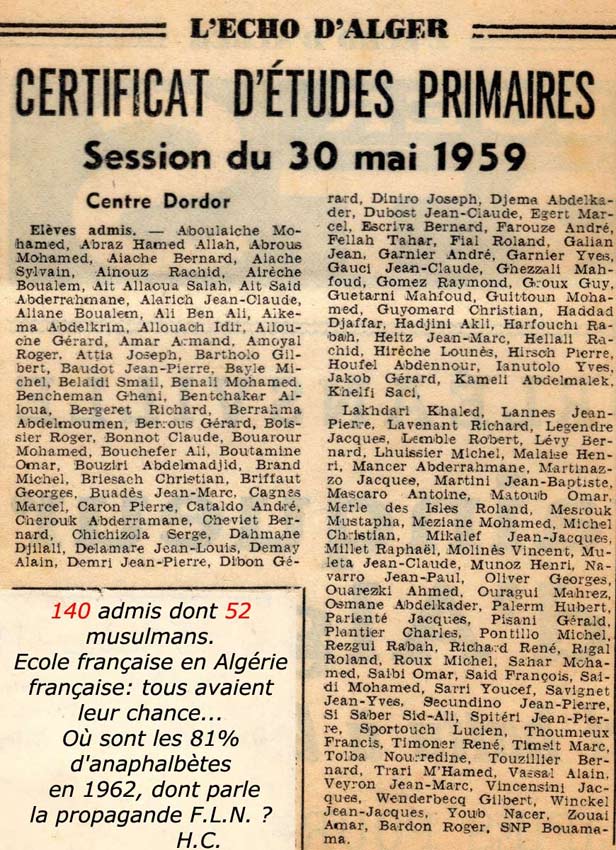 L'ECHO D'ALGER
CERTIFICAT D'ÉTUDES PRIMAIRES
Session du 30 mai 1959
Centre Dordor
Elèves admis. — Aboulaiche Mo-
hamed, Abraz Hamed Allah, Abrous
Mohamed, Aiache Bernard, Aiache
Sylvain, Ainouz Rachid, Airèche
Boualem, Ait Allaoua Salah, Ait Said
Abderrahmane, Alarich Jean-Claude,
Aliane Boualem, Ali Ben Ali, Alke-
ma Abdelkrim, Allouach Idir, Allou-
che Gérard, Amar Armand, Amoyal
Roger, Attia Joseph, Bartholo Gil-
bert, Baudot Jean-Pierre, Bayle Mi-
chel, Belaidi Smail, Benali Mohamed.
Bencheman Ghani, Bentchakar Al-
loua, Bergeret Richard, Berrahma
Abdelmoumen, Berrous Gérard, Bois-
sier Roger, Bonnot Claude, Bouarour
Mohamed, Bouchefer Ali, Boutamine
Omar, Bouziri Abdelmadjid, Brand
Michel, Briesach Christian, Briffaut
Georges, Buadès Jean-Marc, Cagnes
Marcel, Caron Pierre, Cataldo André,
Cherouk Abderramane, Cheviet Ber-
nard, Chichizola Serge, Dahmane
Djilali, Delamare Jean-Louis, Demay
Alain, Demri Jean-Pierre, Dibon Gé-
rard, Diniro Joseph, Djema Abdelka-
der, Dubost Jean-Claude, Egert Mar-
cel, Escriva Bernard, Farouze André,
Fellah Tahar, Fial Roland, Galian
Jean, Garnier André, Garnier Yves,
Gauci Jean-Claude, Ghezzali Mah-
foud, Gomez Raymond, Groux Guy,
Guetarni Mahfoud, Guittoun Moha-
med, Guyomard Christian, Haddad
Djaffar, Hadjini Akli, Harfouchi Ra-
bah, Heitz Jean-Marc, Hellali Ra-
chid, Hirèche Lounès, Hirsch Pierre,
Houfel Abdennour, Ianutolo Yves,
Jakob Gérard, Kameli Abdelmalek,
Khelfi Saci,
Lakhdari Khaled, Lannes Jean-
Pierre, Lavenant Richard, Legendre
Jacques, Lemble Robert, Lévy Ber-
nard, Lhuissier Michel, Malaise Hen-
ri, Mancer Abderrahmane, Martinaz-
zo Jacques, Martini Jean-Baptiste,
Mascaro Antoine, Matoub Omar,
Merle des Isles Roland, Mesrouk
Mustapha, Meziane Mohamed, Michel
Christian, Mikalef Jean-Jacques,
Millet Raphaël, Molinès Vincent, Mu-
leta Jean-Claude, Munoz Henri, Na-
varro Jean-Paul, Oliver Georges,
Ouarezki Ahmed, Ouragui Mahrez,
Osmane Abdelkader, Palerm Hubert,
Parienté Jacques, Pisani Gérald,
Plantier Charles, Pontillo Michel,
Rezgui Rabah, Richard René, Rigal
Roland, Roux Michel, Sahar Moha-
med, Saibi Omar, Said François, Sai-
di Mohamed, Sarri Youcef, Savignet
Jean-Yves, Secundino Jean-Pierre,
Si Saber Sid-Ali, Spitéri Jean-Pier-
re, Sportouch Lucien, Thoumieux
Francis, Timoner René, Timsit Marc,
Tolba Nourredine, Touzillier Ber-
nard, Trari M'Hamed, Vassal Alain,
Veyron Jean-Marc, Vincensini Jac-
ques, Wenderbecq Gilbert, Winckel
Jean-Jacques, Youb Nacer, Zouai
Amar, Bardon Roger, SNP Bouama-
ma.
140 admis dont 52
musulmans.
Ecole française en Algérie
française: tous avaient
leur chance...
Où sont les 81%
d'anaphalbètes
en 1962, dont parle
la propagande F.L.N. ?
H.C.